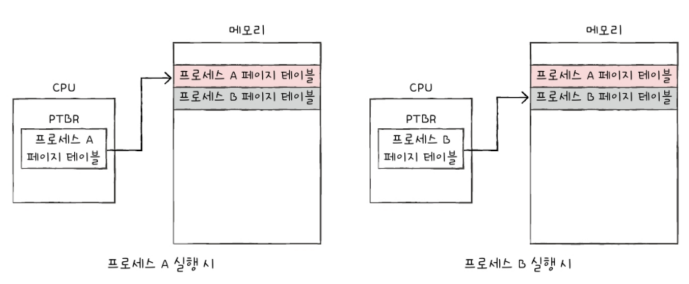 메모리
프로세스 A 페이지 테이블
프로세스 B 페이지 테이블
CPU
PTBR
프로세스 A
페이지 테이블
프로세스 A 실행 시
메모리
프로세스 A 페이지 테이블
프로세스 B 페이지 테이블
CPU
PTBR
프로세스 B
페이지 테이블
프로세스 B 실행 시